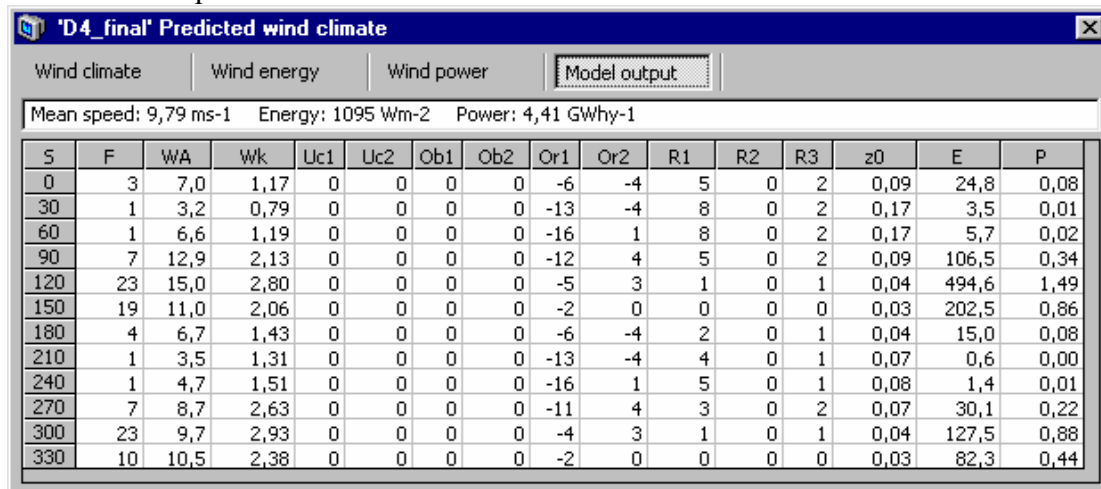 'D4_final' Predicted wind climate
Wind climate Wind energy Wind power Model output
Mean speed: 9,79 ms-1 Energy: 1095 Wm-2 Power: 4,41 GWhy-1
S F WA Wk Uc1 Uc2 Ob1 Ob2 Or1 Or2 R1 R2 R3 z0 E P
0 3 7,0 1,17 0 0 0 0 -6 -4 5 0 2 0,09 24,8 0,08
30 1 3,2 0,79 0 0 0 0 -13 -4 8 0 2 0,17 3,5 0,01
60 1 6,6 1,19 0 0 0 0 -16 1 8 0 2 0,17 5,7 0,02
90 7 12,9 2,13 0 0 0 0 -12 4 5 0 2 0,09 106,5 0,34
120 23 15,0 2,80 0 0 0 0 -5 3 1 0 1 0,04 494,6 1,49
150 19 11,0 2,06 0 0 0 0 -2 0 0 0 0 0,03 202,5 0,86
180 4 6,7 1,43 0 0 0 0 -6 -4 2 0 1 0,04 15,0 0,08
210 1 3,5 1,31 0 0 0 0 -13 -4 4 0 1 0,07 0,6 0,00
240 1 4,7 1,51 0 0 0 0 -16 1 5 0 1 0,08 1,4 0,01
270 7 8,7 2,63 0 0 0 0 -11 4 3 0 2 0,07 30,1 0,22
300 23 9,7 2,93 0 0 0 0 -4 3 1 0 1 0,04 127,5 0,88
330 10 10,5 2,38 0 0 0 0 -2 0 0 0 0 0,03 82,3 0,44